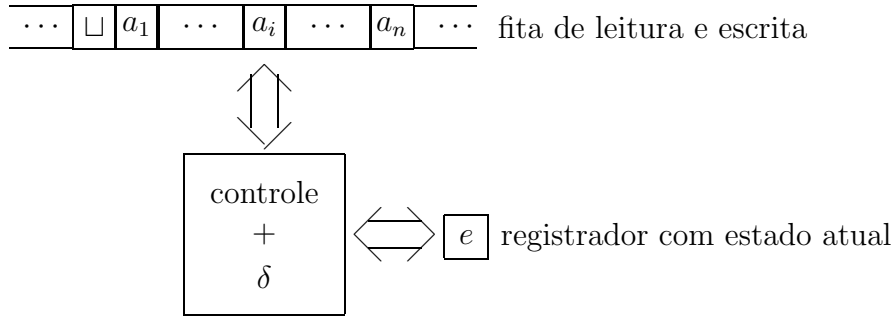 ⋯ ⊔ a₁ ⋯ aᵢ ⋯ aₙ ⋯ fita de leitura e escrita
controle
+
δ
e registrador com estado atual